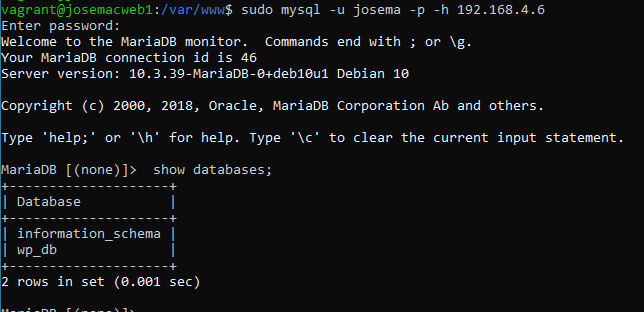 vagrant@josemacweb1:/var/www$ sudo mysql -u josema -p -h 192.168.4.6
Enter password:
Welcome to the MariaDB monitor.  Commands end with ; or \g.
Your MariaDB connection id is 46
Server version: 10.3.39-MariaDB-0+deb10u1 Debian 10

Copyright (c) 2000, 2018, Oracle, MariaDB Corporation Ab and others.

Type 'help;' or '\h' for help. Type '\c' to clear the current input statement.

MariaDB [(none)]>  show databases;
+--------------------+
| Database           |
+--------------------+
| information_schema |
| wp_db              |
+--------------------+
2 rows in set (0.001 sec)

MariaDB [(none)]>